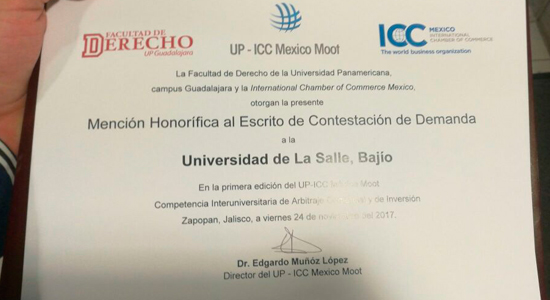 FACULTAD DE
DERECHO
UP Guadalajara
UP - ICC Mexico Moot
ICC
MEXICO
INTERNATIONAL
CHAMBER OF COMMERCE
The world business organization
La Facultad de Derecho de la Universidad Panamericana,
campus Guadalajara y la International Chamber of Commerce Mexico,
otorgan la presente
Mención Honorífica al Escrito de Contestación de Demanda
a la
Universidad de La Salle, Bajío
En la primera edición del UP-ICC Moot
Competencia Interuniversitaria de Arbitraje y de Inversión
Zapopan, Jalisco, a viernes 24 de del 2017.
Dr. Edgardo Muñóz López
Director del UP - ICC Mexico Moot